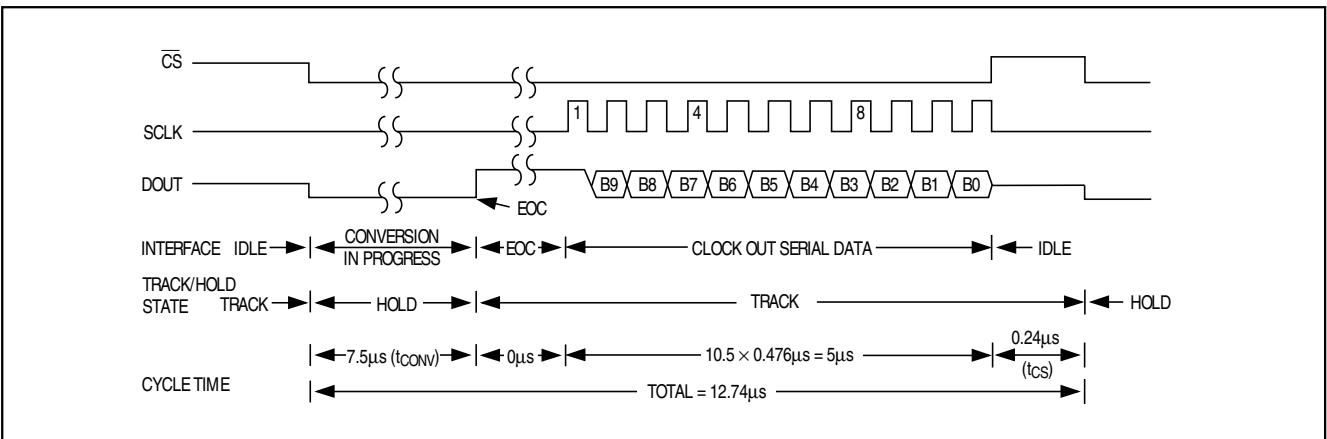 CS
SCLK
1 4 8
DOUT
B9 B8 B7 B6 B5 B4 B3 B2 B1 B0
EOC
INTERFACE IDLE CONVERSION IN PROGRESS EOC CLOCK OUT SERIAL DATA IDLE
TRACK/HOLD
STATE TRACK HOLD TRACK HOLD
7.5μs (tCONV) 0μs 10.5 × 0.476μs = 5μs 0.24μs (tCS)
CYCLE TIME
TOTAL = 12.74μs